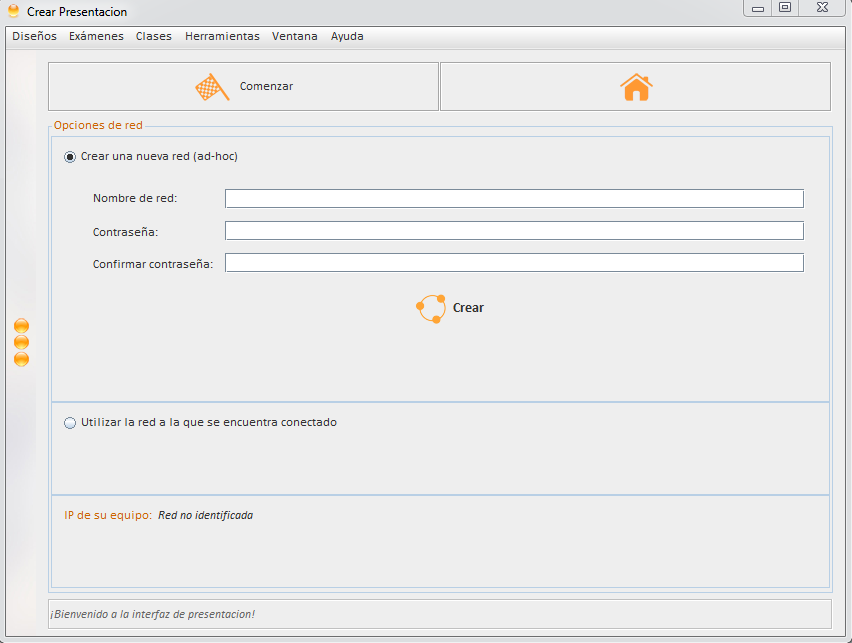 Crear Presentacion
Diseños Exámenes Clases Herramientas Ventana Ayuda
Comenzar
Opciones de red
Crear una nueva red (ad-hoc)
Nombre de red:
Contraseña:
Confirmar contraseña:
Crear
Utilizar la red a la que se encuentra conectado
IP de su equipo: Red no identificada
¡Bienvenido a la interfaz de presentacion!